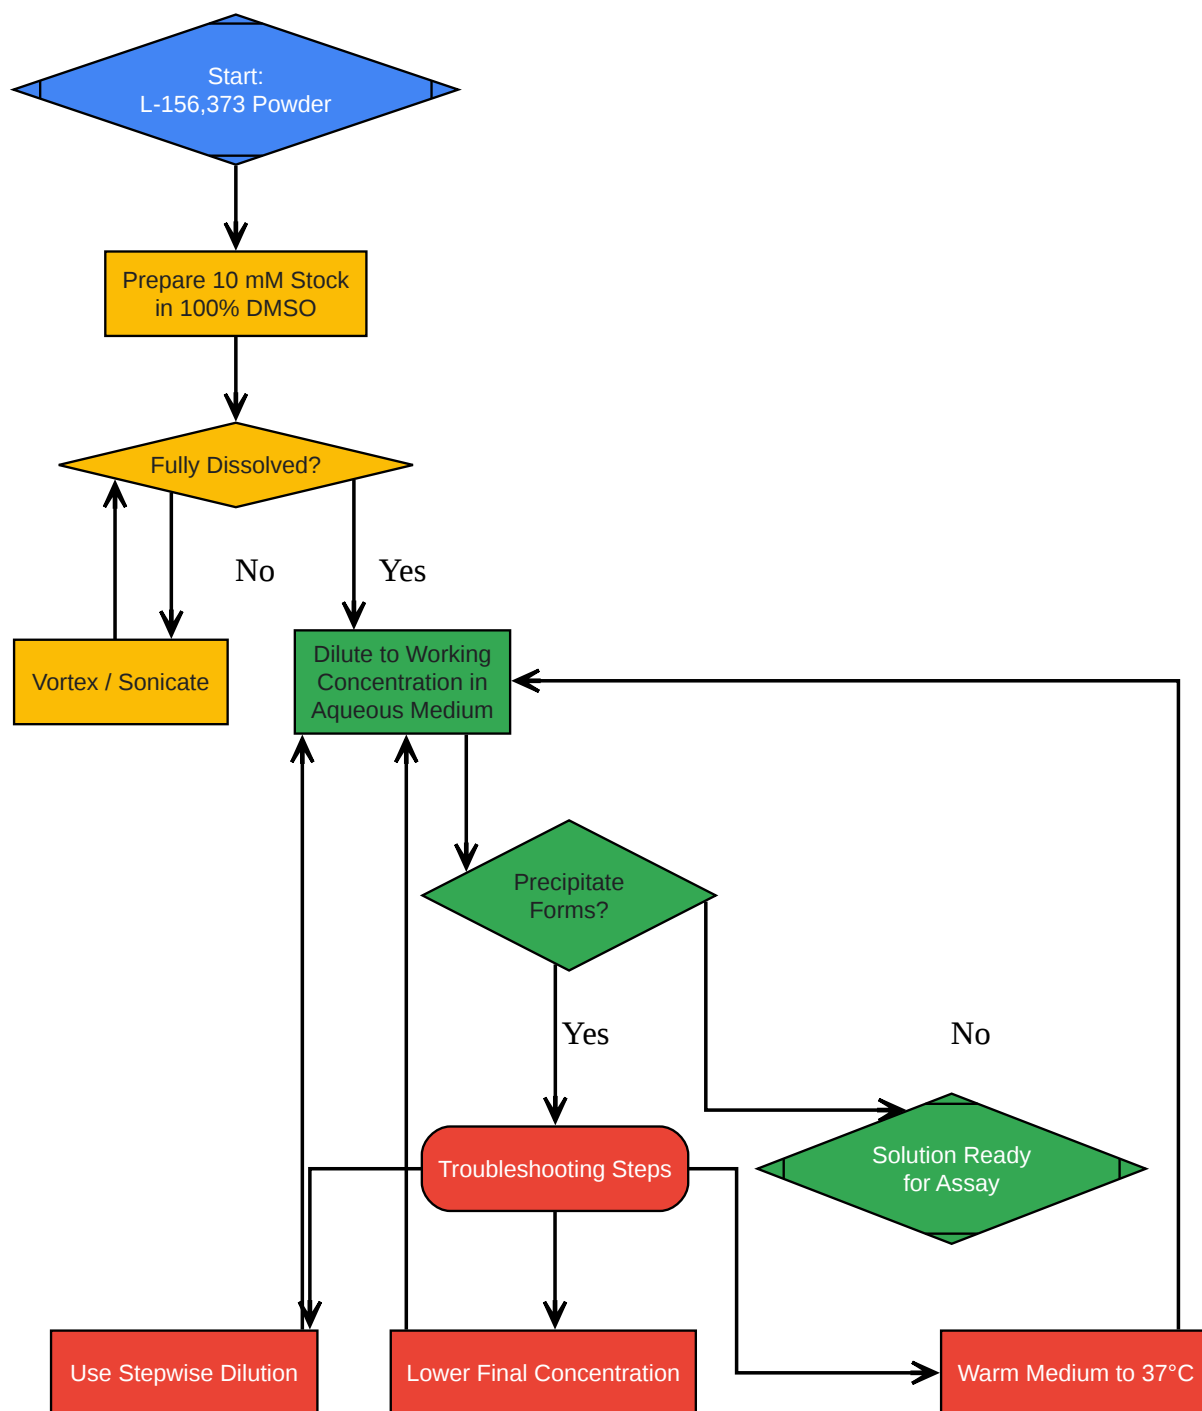 Start:
L-156,373 Powder
Prepare 10 mM Stock
in 100% DMSO
Fully Dissolved?
No
Yes
Vortex / Sonicate
Dilute to Working
Concentration in
Aqueous Medium
Precipitate
Forms?
Yes
No
Troubleshooting Steps
Solution Ready
for Assay
Use Stepwise Dilution
Lower Final Concentration
Warm Medium to 37°C